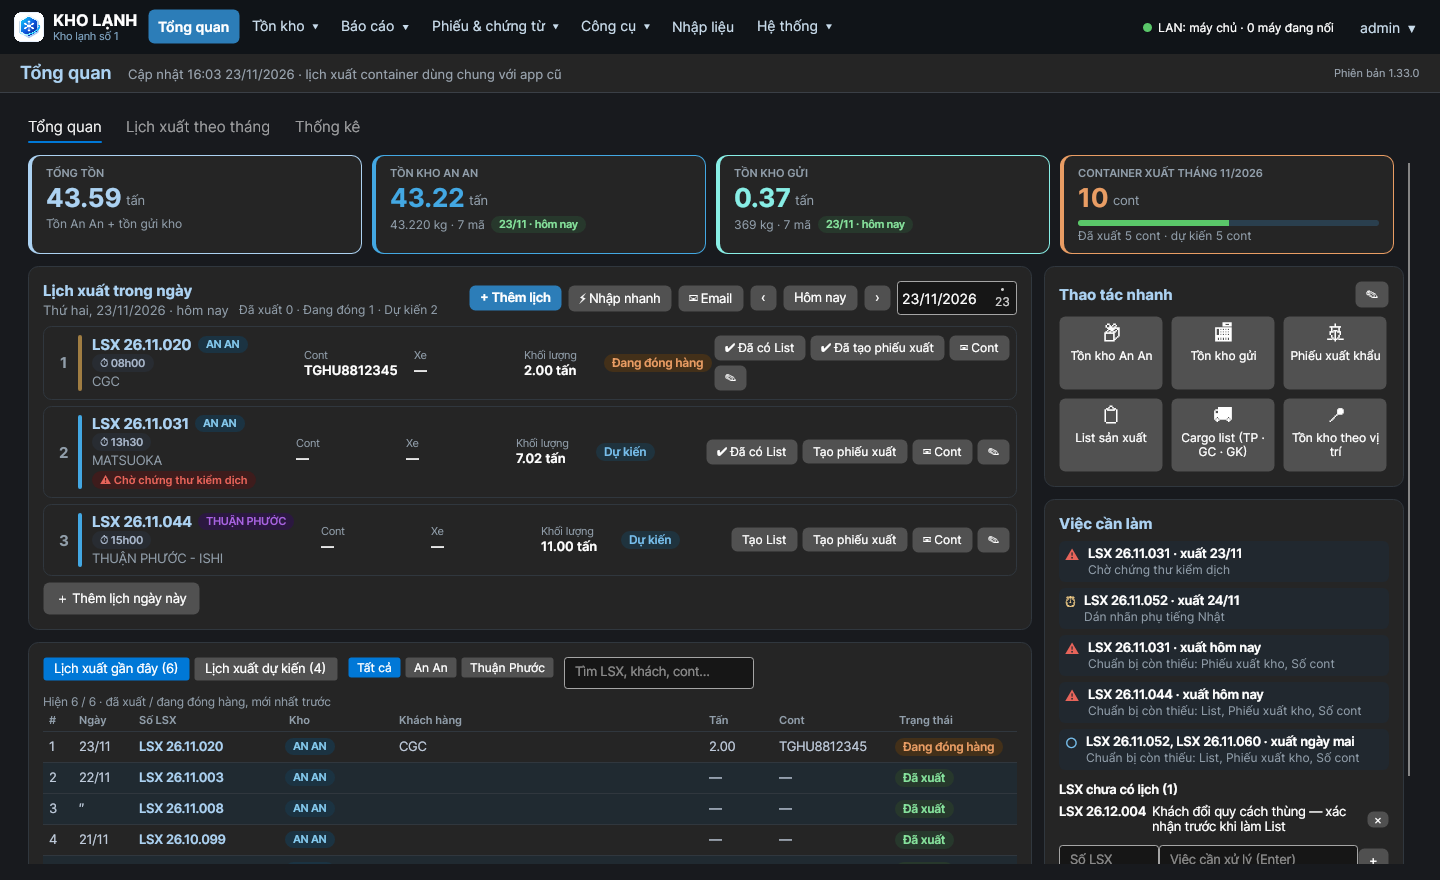 KHO LẠNH
Kho lạnh số 1
Tổng quan
Tồn kho ▾
Báo cáo ▾
Phiếu & chứng từ ▾
Công cụ ▾
Nhập liệu
Hệ thống ▾
LAN: máy chủ · 0 máy đang nối
admin ▾
Tổng quan
Cập nhật 16:03 23/11/2026 · lịch xuất container dùng chung với app cũ
Phiên bản 1.33.0
Tổng quan
Lịch xuất theo tháng
Thống kê
TỔNG TỒN
43.59 tấn
Tồn An An + tồn gửi kho
TỒN KHO AN AN
43.22 tấn
43.220 kg · 7 mã 23/11 · hôm nay
TỒN KHO GỬI
0.37 tấn
369 kg · 7 mã 23/11 · hôm nay
CONTAINER XUẤT THÁNG 11/2026
10 cont
Đã xuất 5 cont · dự kiến 5 cont
Lịch xuất trong ngày
Thứ hai, 23/11/2026 · hôm nay Đã xuất 0 · Đang đóng 1 · Dự kiến 2
+ Thêm lịch
⚡ Nhập nhanh
Email
‹
Hôm nay
›
23/11/2026
23
1
LSX 26.11.020 AN AN
08h00
CGC
Cont
TGHU8812345
Xe
—
Khối lượng
2.00 tấn
Đang đóng hàng
✔ Đã có List
✔ Đã tạo phiếu xuất
Cont
2
LSX 26.11.031 AN AN
13h30
MATSUOKA
Chờ chứng thư kiểm dịch
Cont
—
Xe
—
Khối lượng
7.02 tấn
Dự kiến
✔ Đã có List
Tạo phiếu xuất
Cont
3
LSX 26.11.044 THUẬN PHƯỚC
15h00
THUẬN PHƯỚC - ISHI
Cont
—
Xe
—
Khối lượng
11.00 tấn
Dự kiến
Tạo List
Tạo phiếu xuất
Cont
+ Thêm lịch ngày này
Lịch xuất gần đây (6)
Lịch xuất dự kiến (4)
Tất cả
An An
Thuận Phước
Tìm LSX, khách, cont...
Hiện 6 / 6 · đã xuất / đang đóng hàng, mới nhất trước
# Ngày Số LSX Kho Khách hàng Tấn Cont Trạng thái
1 23/11 LSX 26.11.020 AN AN CGC 2.00 TGHU8812345 Đang đóng hàng
2 22/11 LSX 26.11.003 AN AN — — Đã xuất
3 " LSX 26.11.008 AN AN — — Đã xuất
4 21/11 LSX 26.10.099 AN AN — — Đã xuất
Thao tác nhanh
Tồn kho An An
Tồn kho gửi
Phiếu xuất khẩu
List sản xuất
Cargo list (TP ·
GC · GK)
Tồn kho theo vị
trí
Việc cần làm
LSX 26.11.031 · xuất 23/11
Chờ chứng thư kiểm dịch
LSX 26.11.052 · xuất 24/11
Dán nhãn phụ tiếng Nhật
LSX 26.11.031 · xuất hôm nay
Chuẩn bị còn thiếu: Phiếu xuất kho, Số cont
LSX 26.11.044 · xuất hôm nay
Chuẩn bị còn thiếu: List, Phiếu xuất kho, Số cont
LSX 26.11.052, LSX 26.11.060 · xuất ngày mai
Chuẩn bị còn thiếu: List, Phiếu xuất kho, Số cont
LSX chưa có lịch (1)
LSX 26.12.004 Khách đổi quy cách thùng — xác
nhận trước khi làm List
×
Số LSX
Việc cần xử lý (Enter)
+